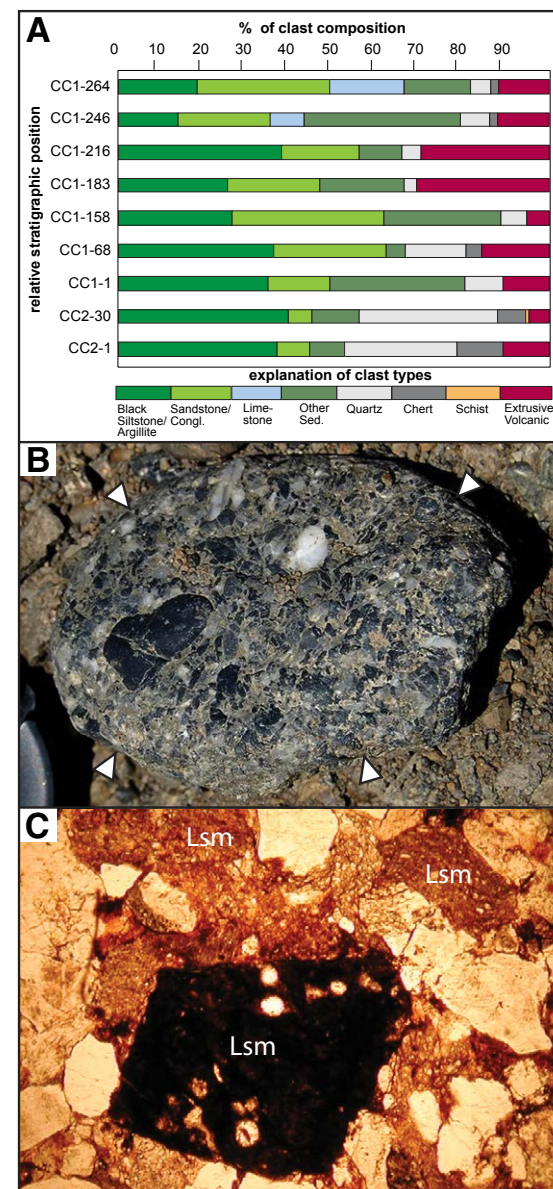 A
% of clast composition
0 10 20 30 40 50 60 70 80 90
relative stratigraphic position
CC1-264
CC1-246
CC1-216
CC1-183
CC1-158
CC1-68
CC1-1
CC2-30
CC2-1
explanation of clast types
Black Sandstone/ Lime- Other Quartz Chert Schist Extrusive
Siltstone/ Congl. stone Sed. Volcanic
Argillite
B
C
Lsm
Lsm
Lsm